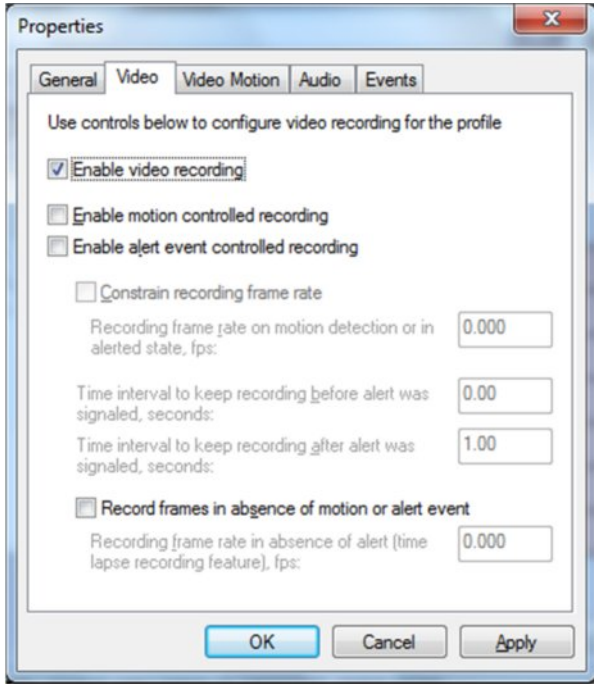 Properties
General Video Video Motion Audio Events
Use controls below to configure video recording for the profile
Enable video recording
Enable motion controlled recording
Enable alert event controlled recording
Constrain recording frame rate
Recording frame rate on motion detection or in
alerted state, fps:
0.000
Time interval to keep recording before alert was
signaled, seconds:
0.00
Time interval to keep recording after alert was
signaled, seconds:
1.00
Record frames in absence of motion or alert event
Recording frame rate in absence of alert (time
lapse recording feature), fps:
0.000
OK Cancel Apply